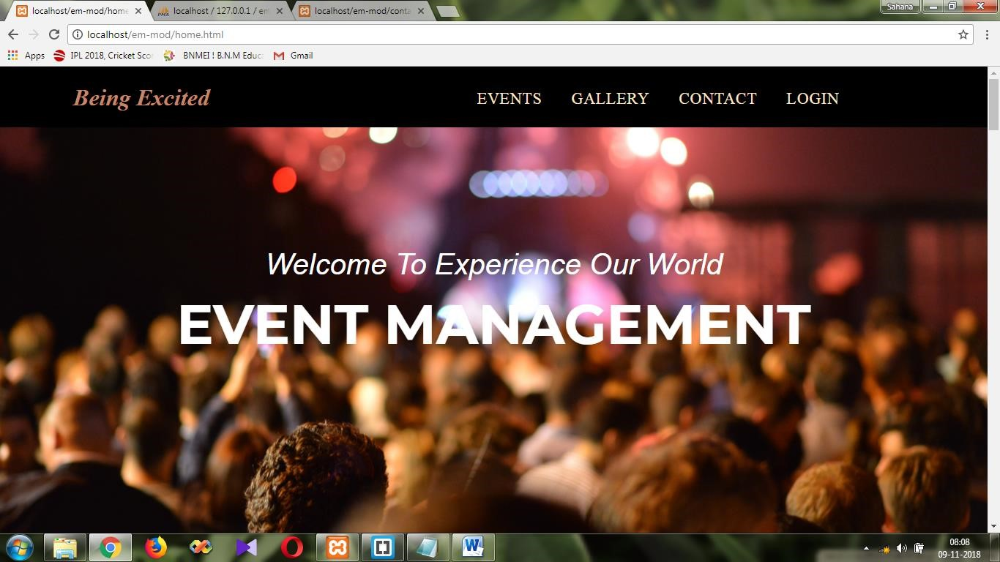 localhost/em-mod/home
localhost / 127.0.0.1 / em
localhost/em-mod/conta
Sahana
localhost/em-mod/home.html
Apps
IPL 2018, Cricket Scor
BNMEI ! B.N.M Educa
Gmail
Being Excited
EVENTS
GALLERY
CONTACT
LOGIN
Welcome To Experience Our World
EVENT MANAGEMENT
08:08
09-11-2018